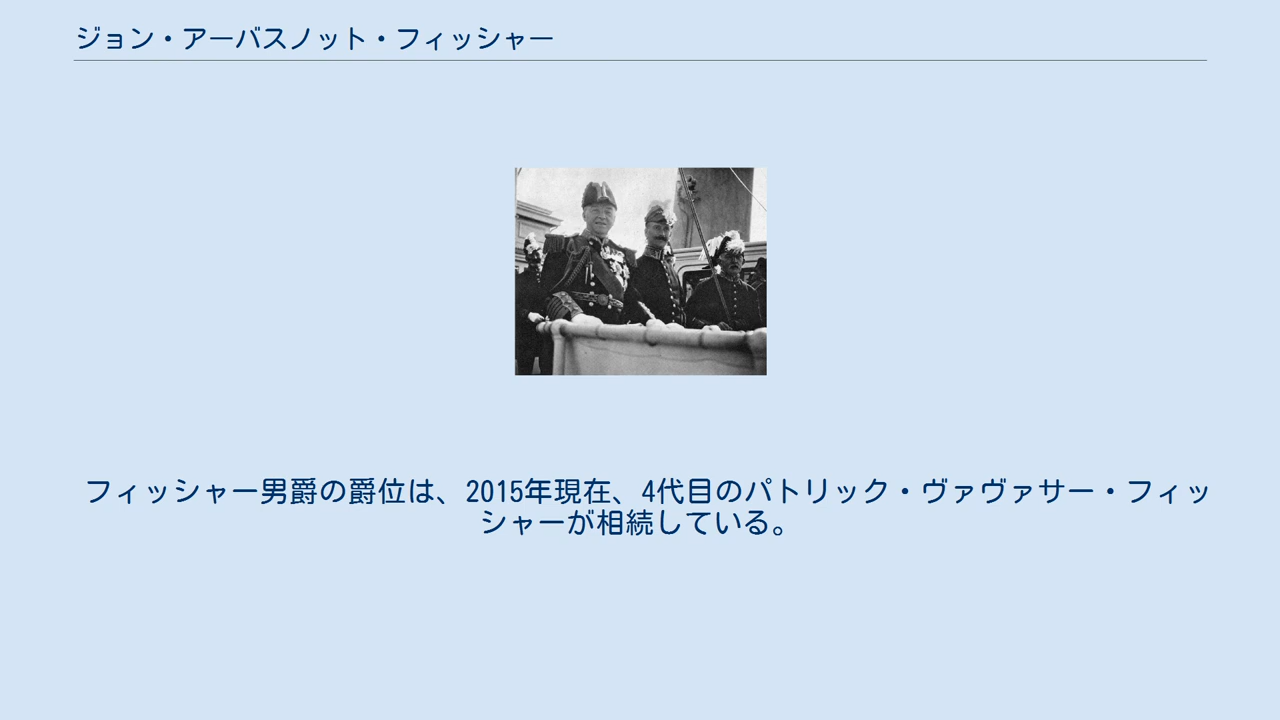 ジョン・アーバスノット・フィッシャー
フィッシャー男爵の爵位は、2015年現在、4代目のパトリック・ヴァヴァサー・フィッ
シャーが相続している。